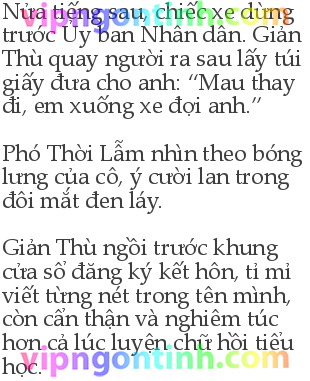 Nửa tiếng sau, chiếc xe dừng
trước Ủy ban Nhân dân. Giản
Thù quay người ra sau lấy túi
giấy đưa cho anh: “Mau thay
đi, em xuống xe đợi anh.”
Phó Thời Lẫm nhìn theo bóng
lưng của cô, ý cười lan trong
đôi mắt đen láy.
Giản Thù ngồi trước khung
cửa sổ đăng ký kết hôn, tỉ mỉ
viết từng nét trong tên mình,
còn cẩn thận và nghiêm túc
hơn cả lúc luyện chữ hồi tiểu
học.
vipngontinh.com
vipngontinh.com